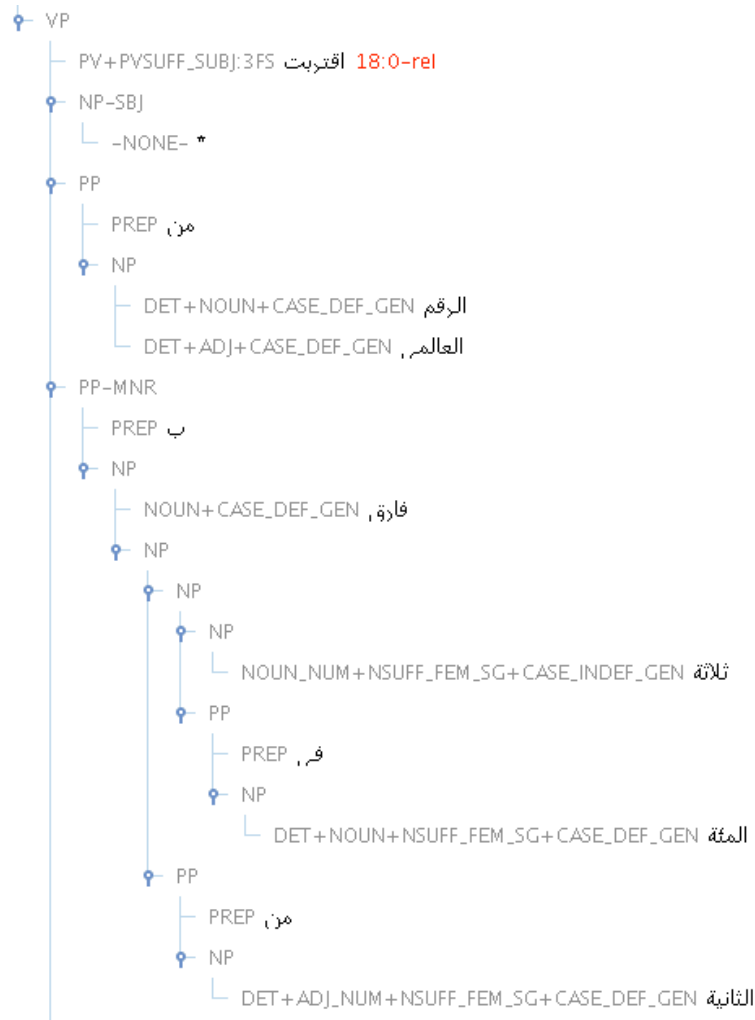 VP
PV+PVSUFF_SUBJ:3FS اقتربت 18:0-rel
NP-SBJ
-NONE- *
PP
PREP من
NP
DET+NOUN+CASE_DEF_GEN الرقم
DET+ADJ+CASE_DEF_GEN العالمي
PP-MNR
PREP ب
NP
NOUN+CASE_DEF_GEN فارق
NP
NP
NP
NOUN_NUM+NSUFF_FEM_SG+CASE_INDEF_GEN ثلاثة
PP
PREP في
NP
DET+NOUN+NSUFF_FEM_SG+CASE_DEF_GEN المئة
PP
PREP من
NP
DET+ADJ_NUM+NSUFF_FEM_SG+CASE_DEF_GEN الثانية